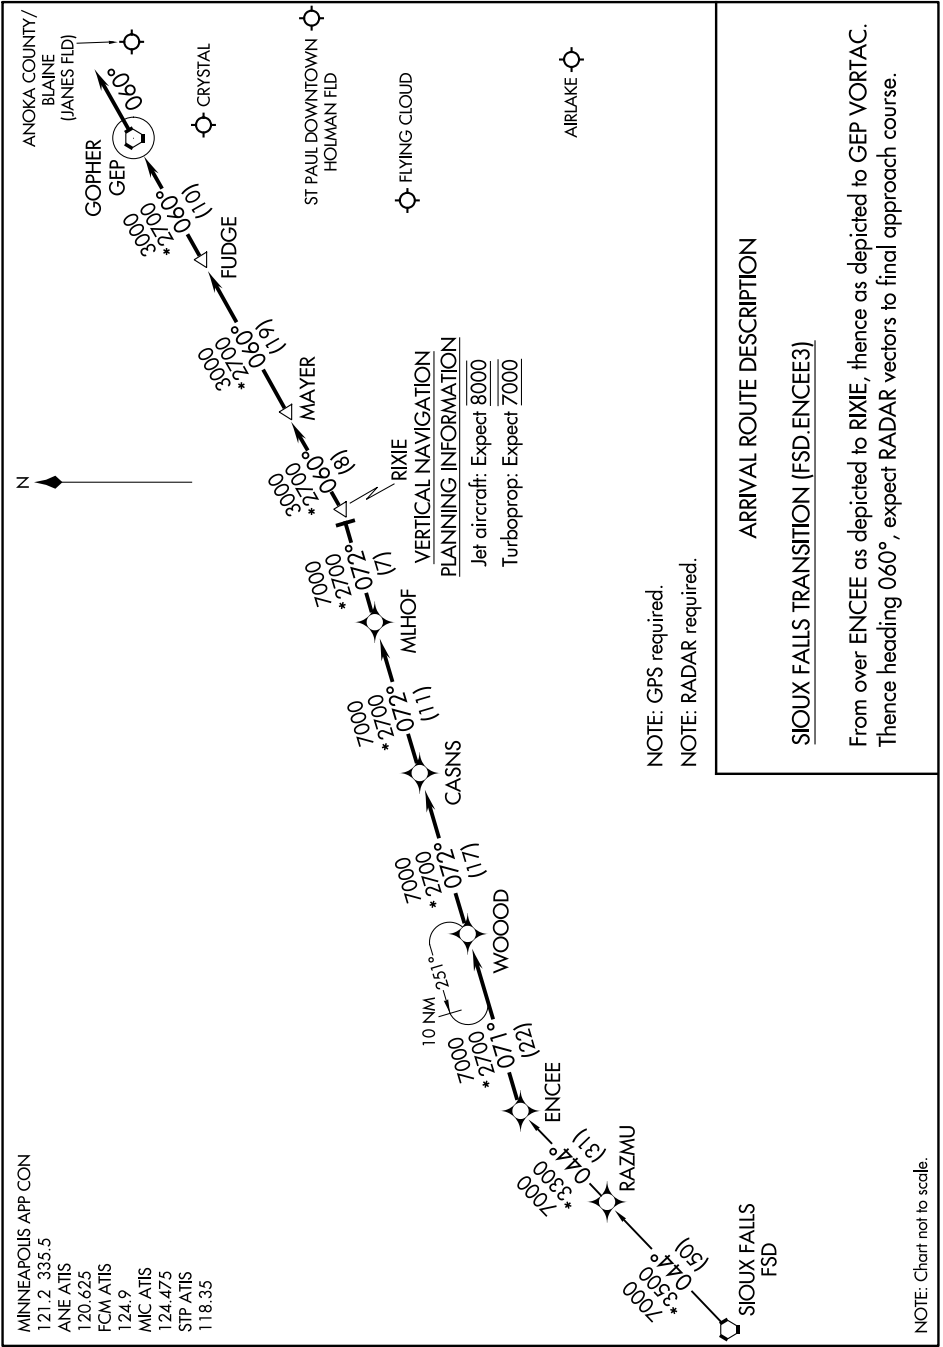 MINNEAPOLIS APP CON
121.2 335.5
ANE ATIS
120.625
FCM ATIS
124.9
MIC ATIS
124.475
STP ATIS
118.35
N
ANOKA COUNTY/
BLAINE
(JANES FLD)
CRYSTAL
ST PAUL DOWNTOWN
HOLMAN FLD
FLYING CLOUD
AIRLAKE
060°
GOPHER
GEP
3000
*2700
060°
(10)
FUDGE
3000
*2700
060°
(19)
MAYER
3000
*2700
060°
(8)
RIXIE
VERTICAL NAVIGATION
PLANNING INFORMATION
Jet aircraft: Expect 8000
Turboprop: Expect 7000
7000
*2700
072°
(7)
MLHOF
7000
*2700
072°
(11)
CASNS
7000
*2700
072°
(17)
WOOOD
10 NM
251°
7000
*2700
071°
(22)
ENCEE
7000
*3300
044°
(31)
RAZMU
7000
*3500
044°
(50)
SIOUX FALLS
FSD
NOTE: GPS required.
NOTE: RADAR required.
ARRIVAL ROUTE DESCRIPTION
SIOUX FALLS TRANSITION (FSD.ENCEE3)
From over ENCEE as depicted to RIXIE, thence as depicted to GEP VORTAC.
Thence heading 060°, expect RADAR vectors to final approach course.
NOTE: Chart not to scale.